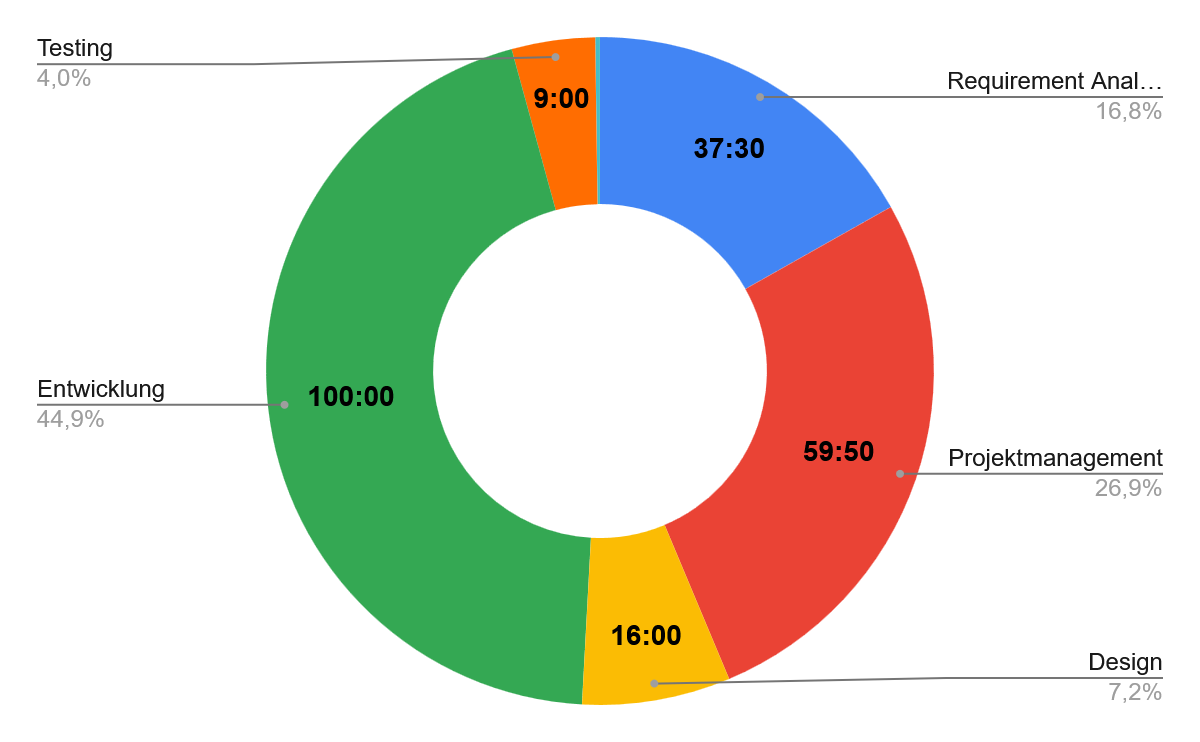 Testing
4,0%
9:00
Requirement Anal…
16,8%
37:30
Entwicklung
44,9%
100:00
59:50
Projektmanagement
26,9%
16:00
Design
7,2%